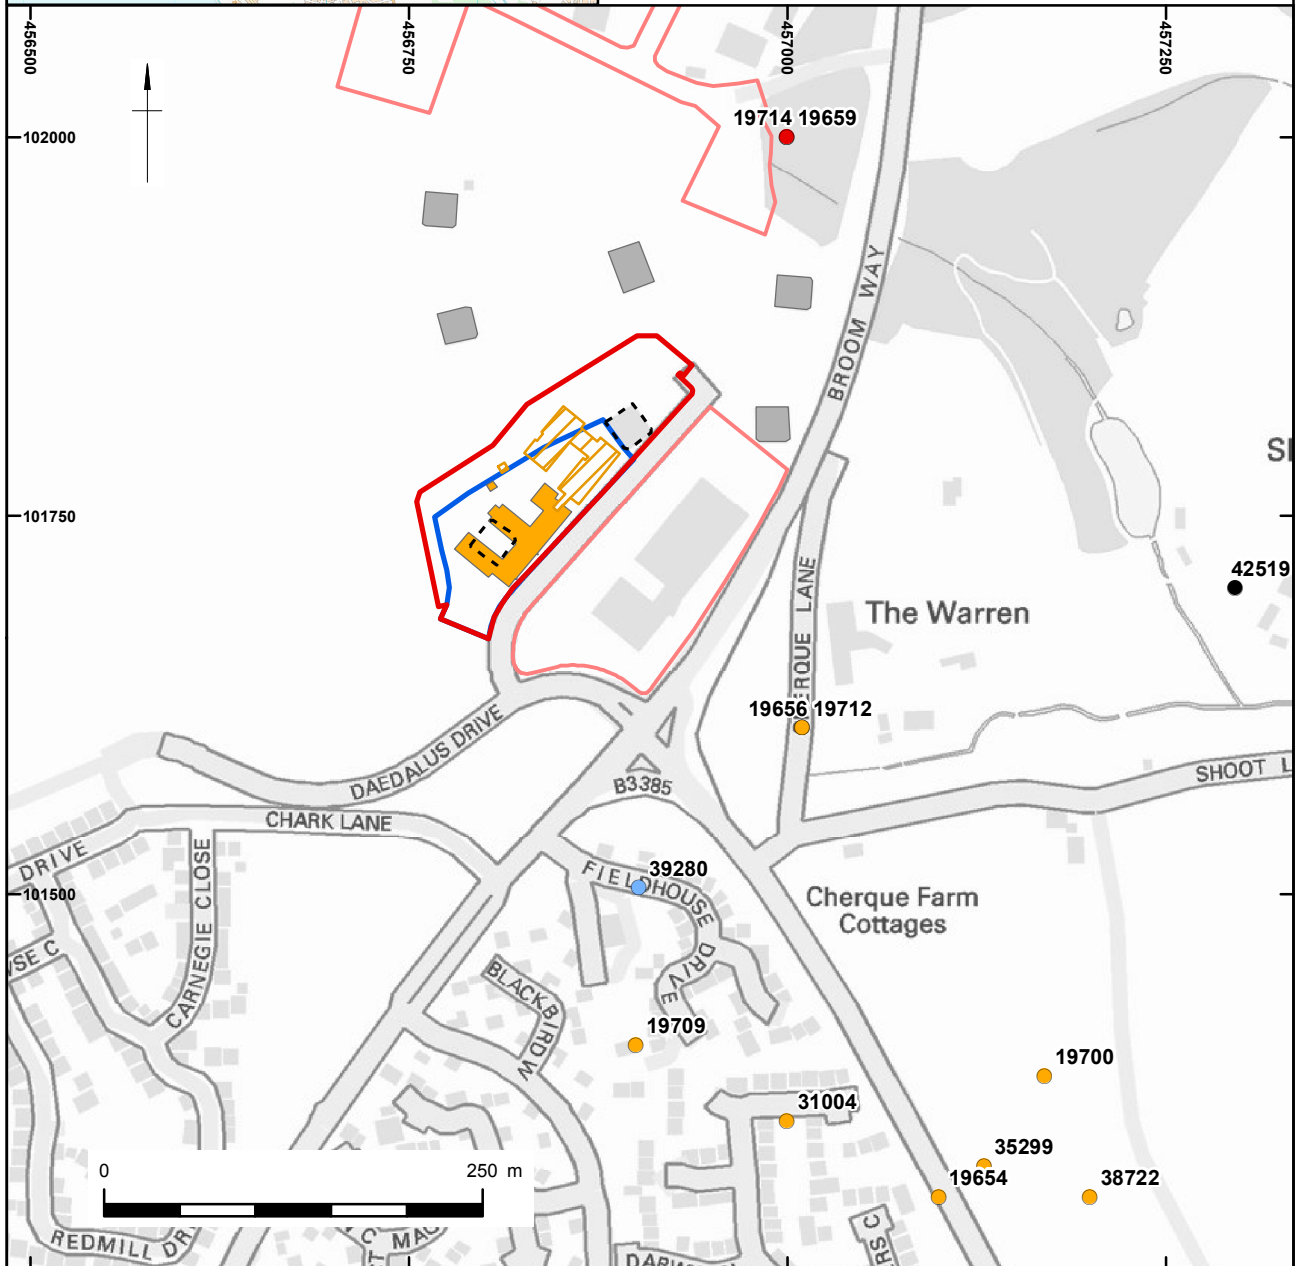 456500
456750
457000
457250
102000
19714 19659
BROOM WAY
101750
42519
The Warren
LANE
19656 19712
DAEDALUS DRIVE
B3385
SHOOT L
CHARK LANE
DRIVE
CARNEGIE CLOSE
39280
FIELDHOUSE DRIVE
101500
Cherque Farm
Cottages
BLACKBIRD W
19709
19700
31004
35299
19654
38722
0 250 m
REDMILL DR